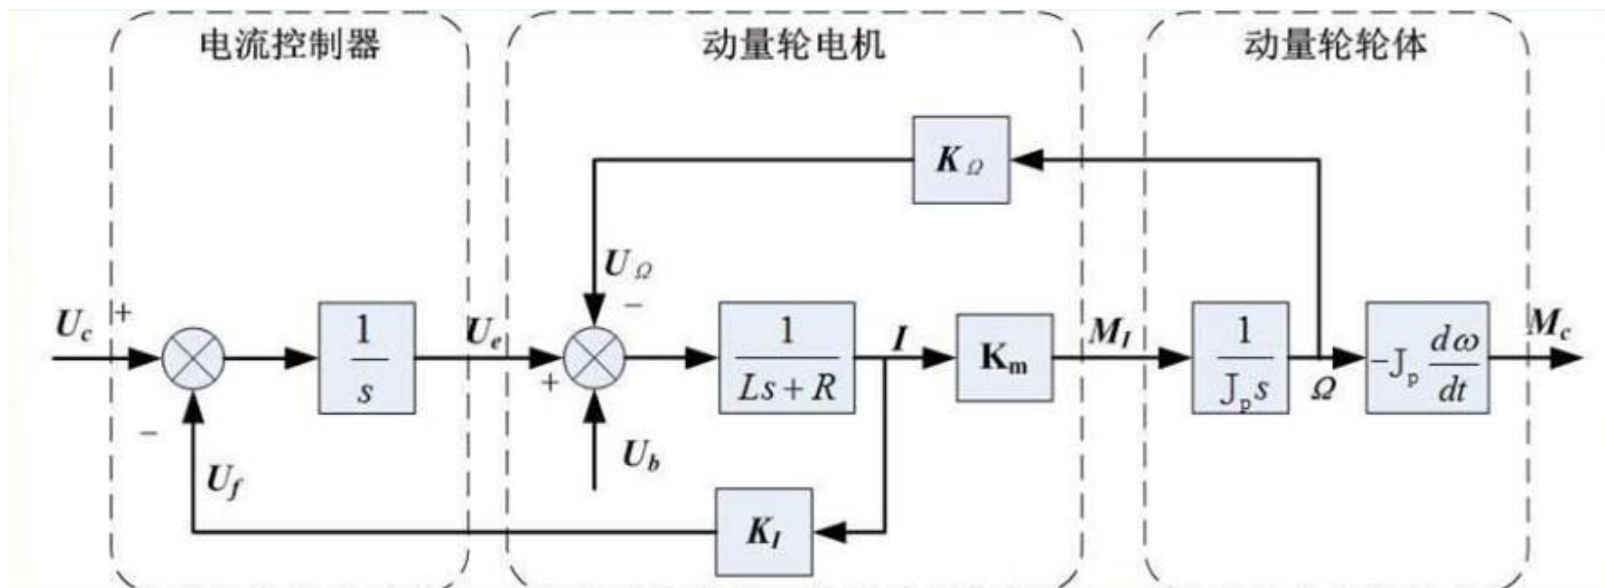 电流控制器
动量轮电机
动量轮轮体
K_Ω
U_Ω
−
U_c
+
1/s
U_e
+
1/(Ls+R)
I
K_m
M_I
1/(J_p s)
Ω
−J_p dω/dt
M_c
−
U_f
U_b
K_I